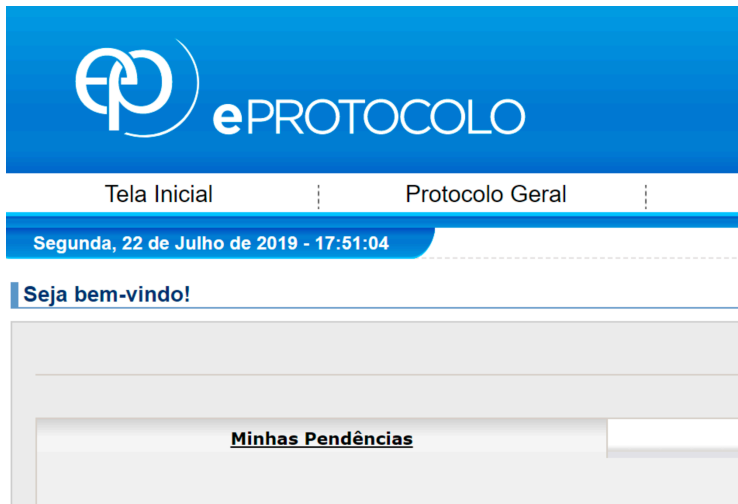 ep ePROTOCOLO
Tela Inicial Protocolo Geral
Segunda, 22 de Julho de 2019 - 17:51:04
Seja bem-vindo!
Minhas Pendências